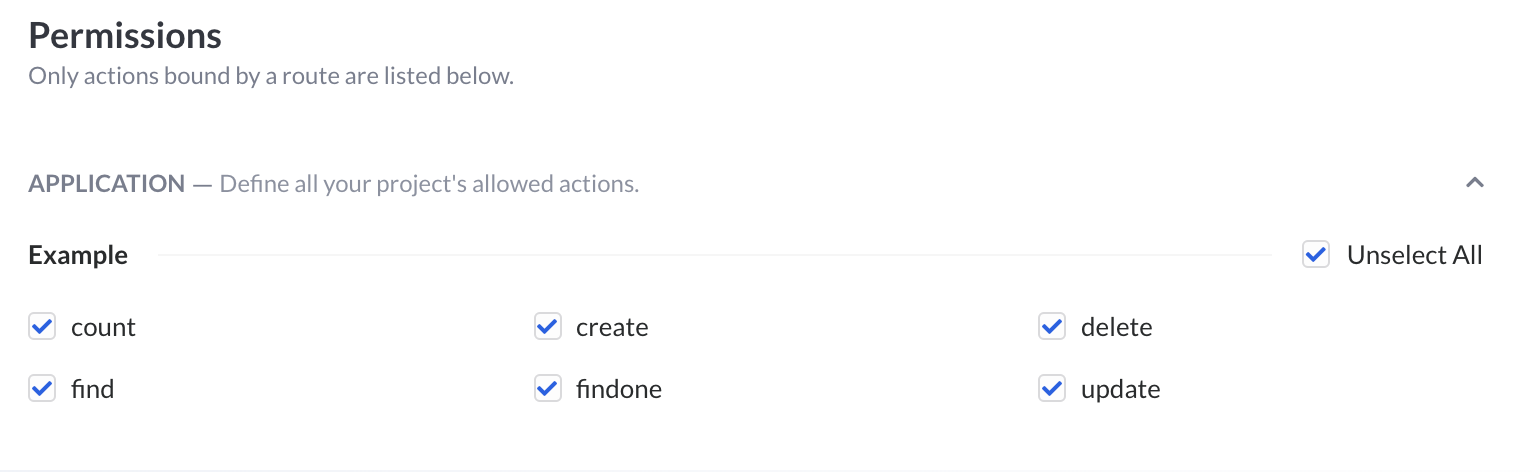 Permissions
Only actions bound by a route are listed below.
APPLICATION — Define all your project's allowed actions.
Example Unselect All
count create delete
find findone update